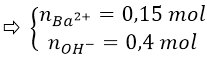 ⇨ { n_{Ba^{2+}} = 0,15 mol
n_{OH^-} = 0,4 mol